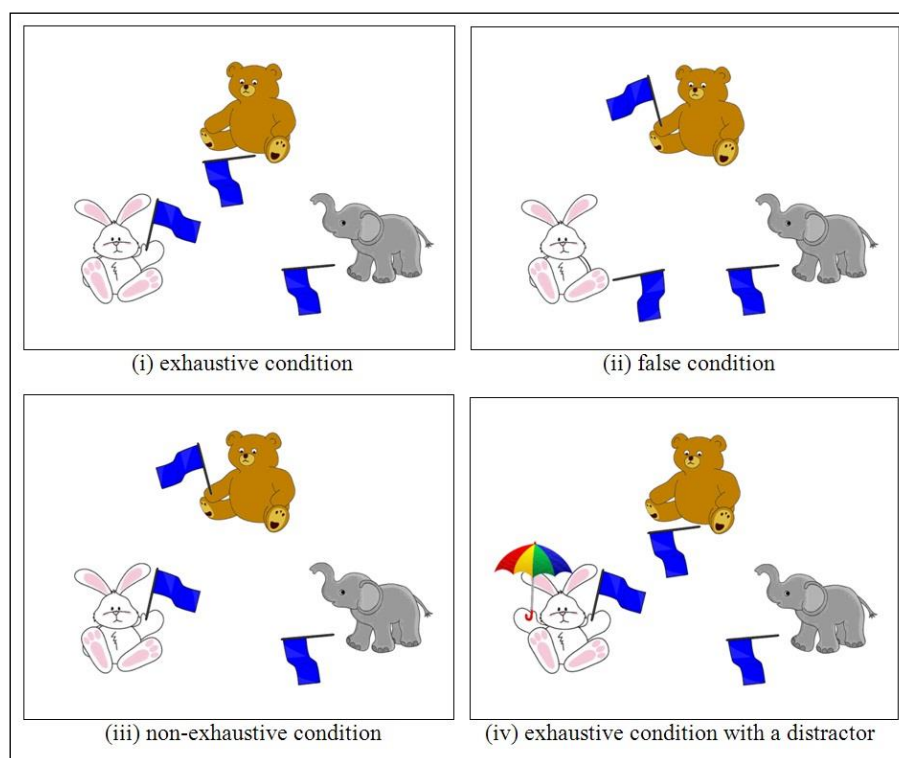 (i) exhaustive condition
(ii) false condition
(iii) non-exhaustive condition
(iv) exhaustive condition with a distractor